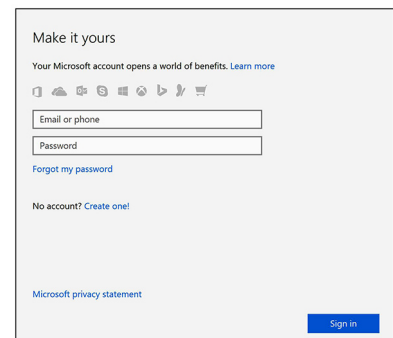 Make it yours
Your Microsoft account opens a world of benefits. Learn more
Email or phone
Password
Forgot my password
No account? Create one!
Microsoft privacy statement
Sign in